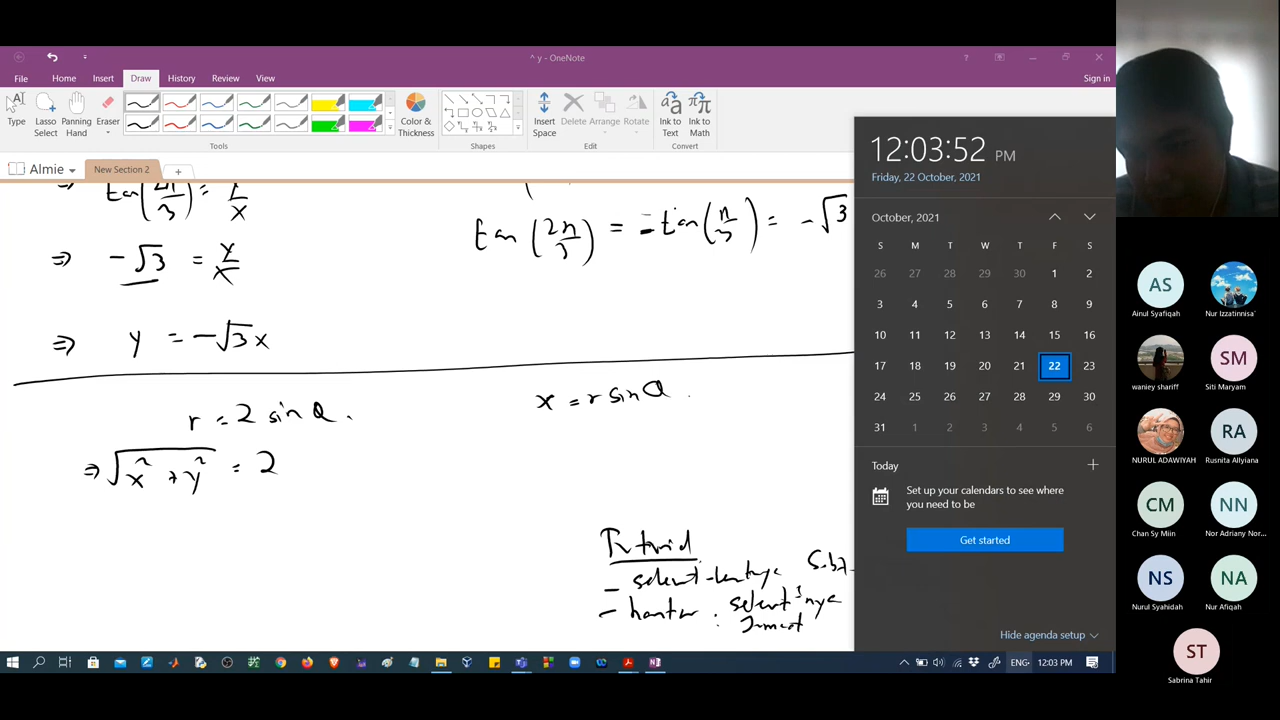 ^ y - OneNote
File Home Insert Draw History Review View
Sign in
Type
Lasso Select
Panning Hand
Eraser
Color & Thickness
Insert Space
Delete Arrange Rotate
Ink to Text
Ink to Math
Tools
Shapes
Edit
Convert
Almie
New Section 2
tan(2π/3) = y/x
⇒ -√3 = y/x
⇒ y = -√3x
tan(2π/3) = -tan(π/3) = -√3
r = 2 sin θ.
x = r sin θ.
⇒ √x² + y² = 2
12:03:52 PM
Friday, 22 October, 2021
October, 2021
S M T W T F S
26 27 28 29 30 1 2
3 4 5 6 7 8 9
10 11 12 13 14 15 16
17 18 19 20 21 22 23
24 25 26 27 28 29 30
31 1 2 3 4 5 6
Today
Set up your calendars to see where
you need to be
Get started
Hide agenda setup
ENG
12:03 PM
AS
Ainul Syafiqah
Nur Izzatinnisa'
waniey shariff
SM
Siti Maryam
NURUL ADAWIYAH
RA
Rusnita Allyiana
CM
Chan Sy Miin
NN
Nor Adriany Nor...
NS
Nurul Syahidah
NA
Nur Afiqah
ST
Sabrina Tahir